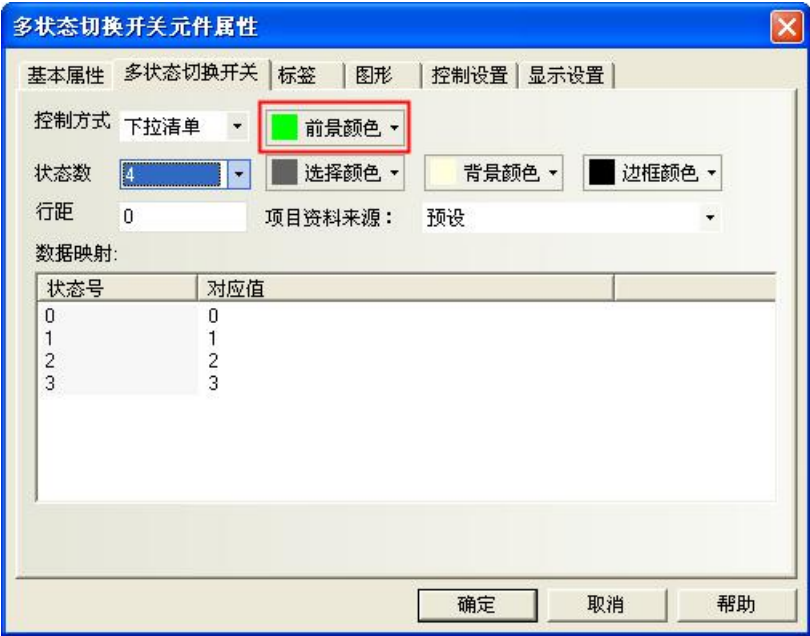 多状态切换开关元件属性
基本属性 多状态切换开关 标签 图形 控制设置 显示设置
控制方式 下拉清单 前景颜色
状态数 4 选择颜色 背景颜色 边框颜色
行距 0 项目资料来源： 预设
数据映射:
状态号 对应值
0 0
1 1
2 2
3 3
确定 取消 帮助